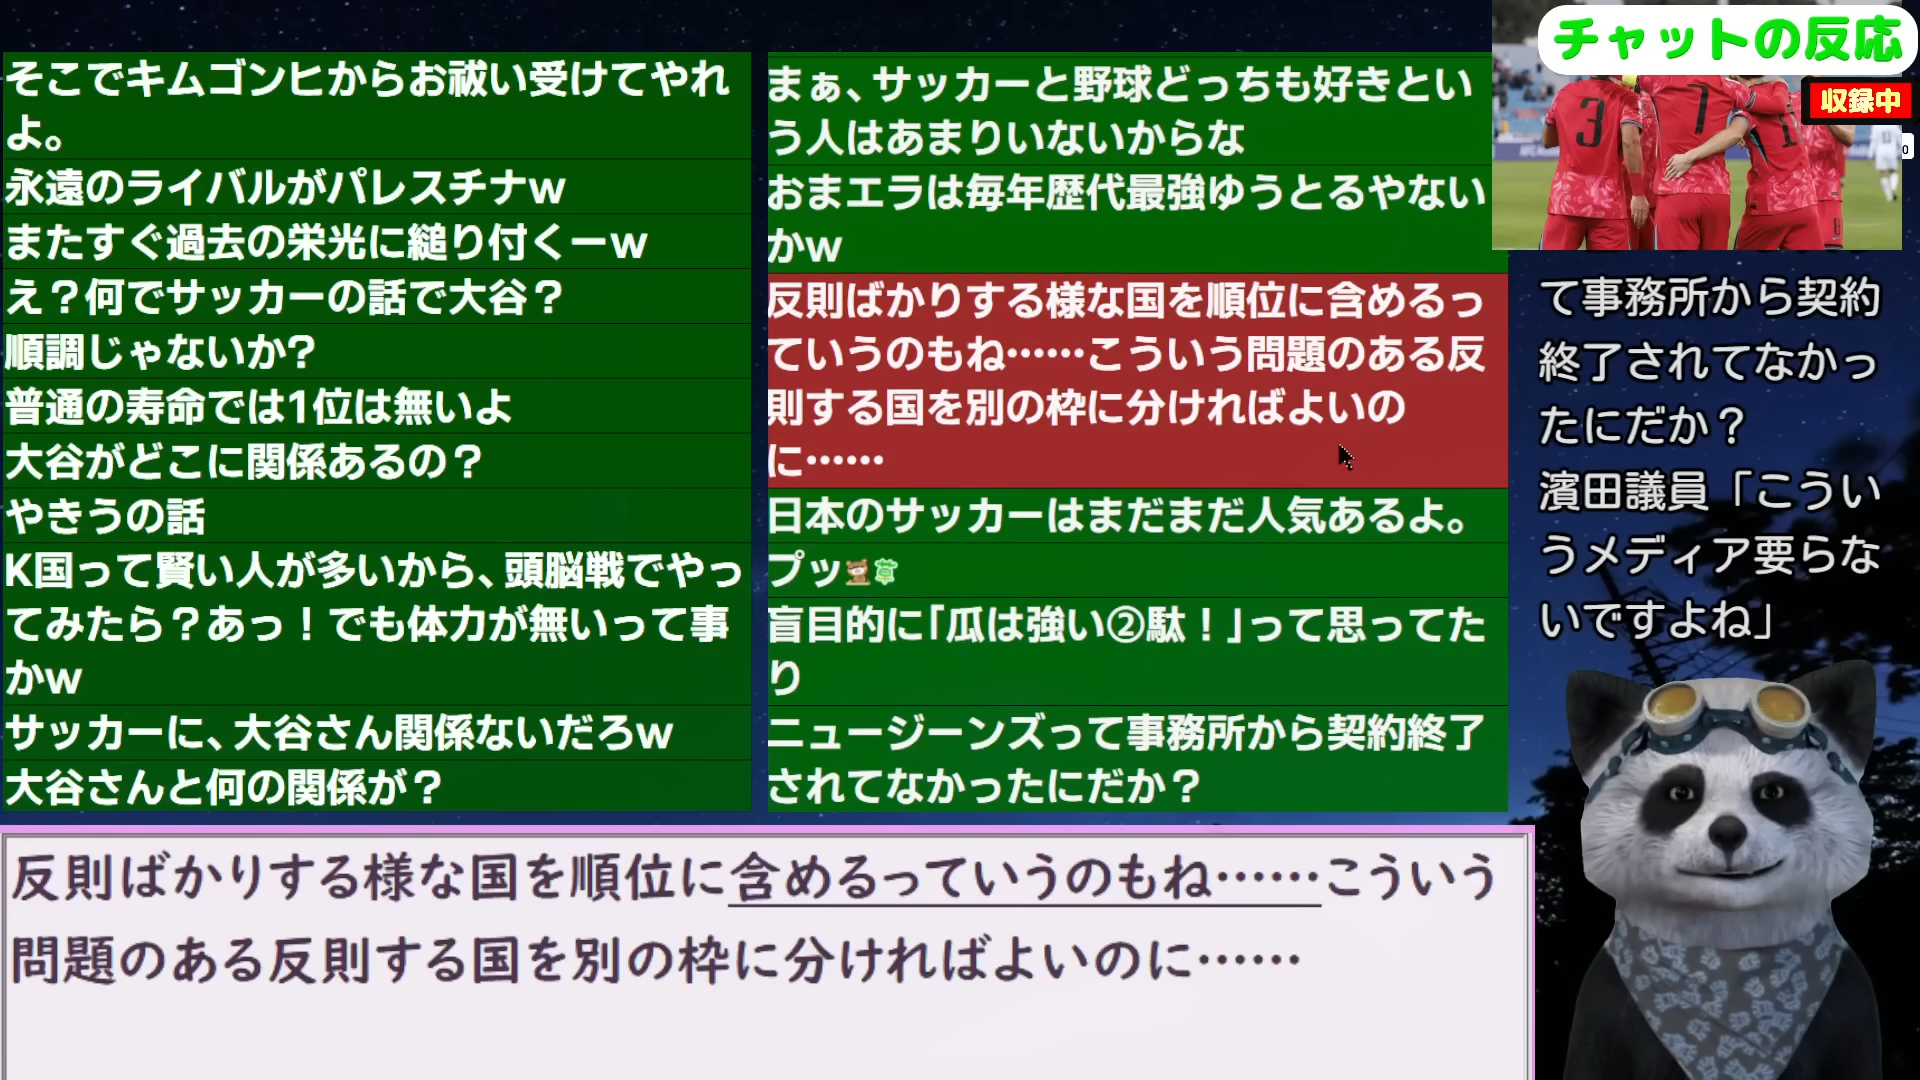 そこでキムゴンヒからお祓い受けてやれ
よ。
永遠のライバルがパレスチナw
またすぐ過去の栄光に縋り付くーw
え？何でサッカーの話で大谷？
順調じゃないか?
普通の寿命では1位は無いよ
大谷がどこに関係あるの？
やきうの話
K国って賢い人が多いから、頭脳戦でやっ
てみたら？あっ！でも体力が無いって事
かw
サッカーに、大谷さん関係ないだろw
大谷さんと何の関係が？
まぁ、サッカーと野球どっちも好きとい
う人はあまりいないからな
おまエラは毎年歴代最強ゆうとるやない
かw
反則ばかりする様な国を順位に含めるっ
ていうのもね……こういう問題のある反
則する国を別の枠に分ければよいの
に……
日本のサッカーはまだまだ人気あるよ。
プッ草
盲目的に｢瓜は強い②駄！｣って思ってた
り
ニュージーンズって事務所から契約終了
されてなかったにだか？
チャットの反応
収録中
0
3
7
1
て事務所から契約
終了されてなかっ
たにだか？
濱田議員「こうい
うメディア要らな
いですよね」
反則ばかりする様な国を順位に含めるっていうのもね……こういう
問題のある反則する国を別の枠に分ければよいのに……